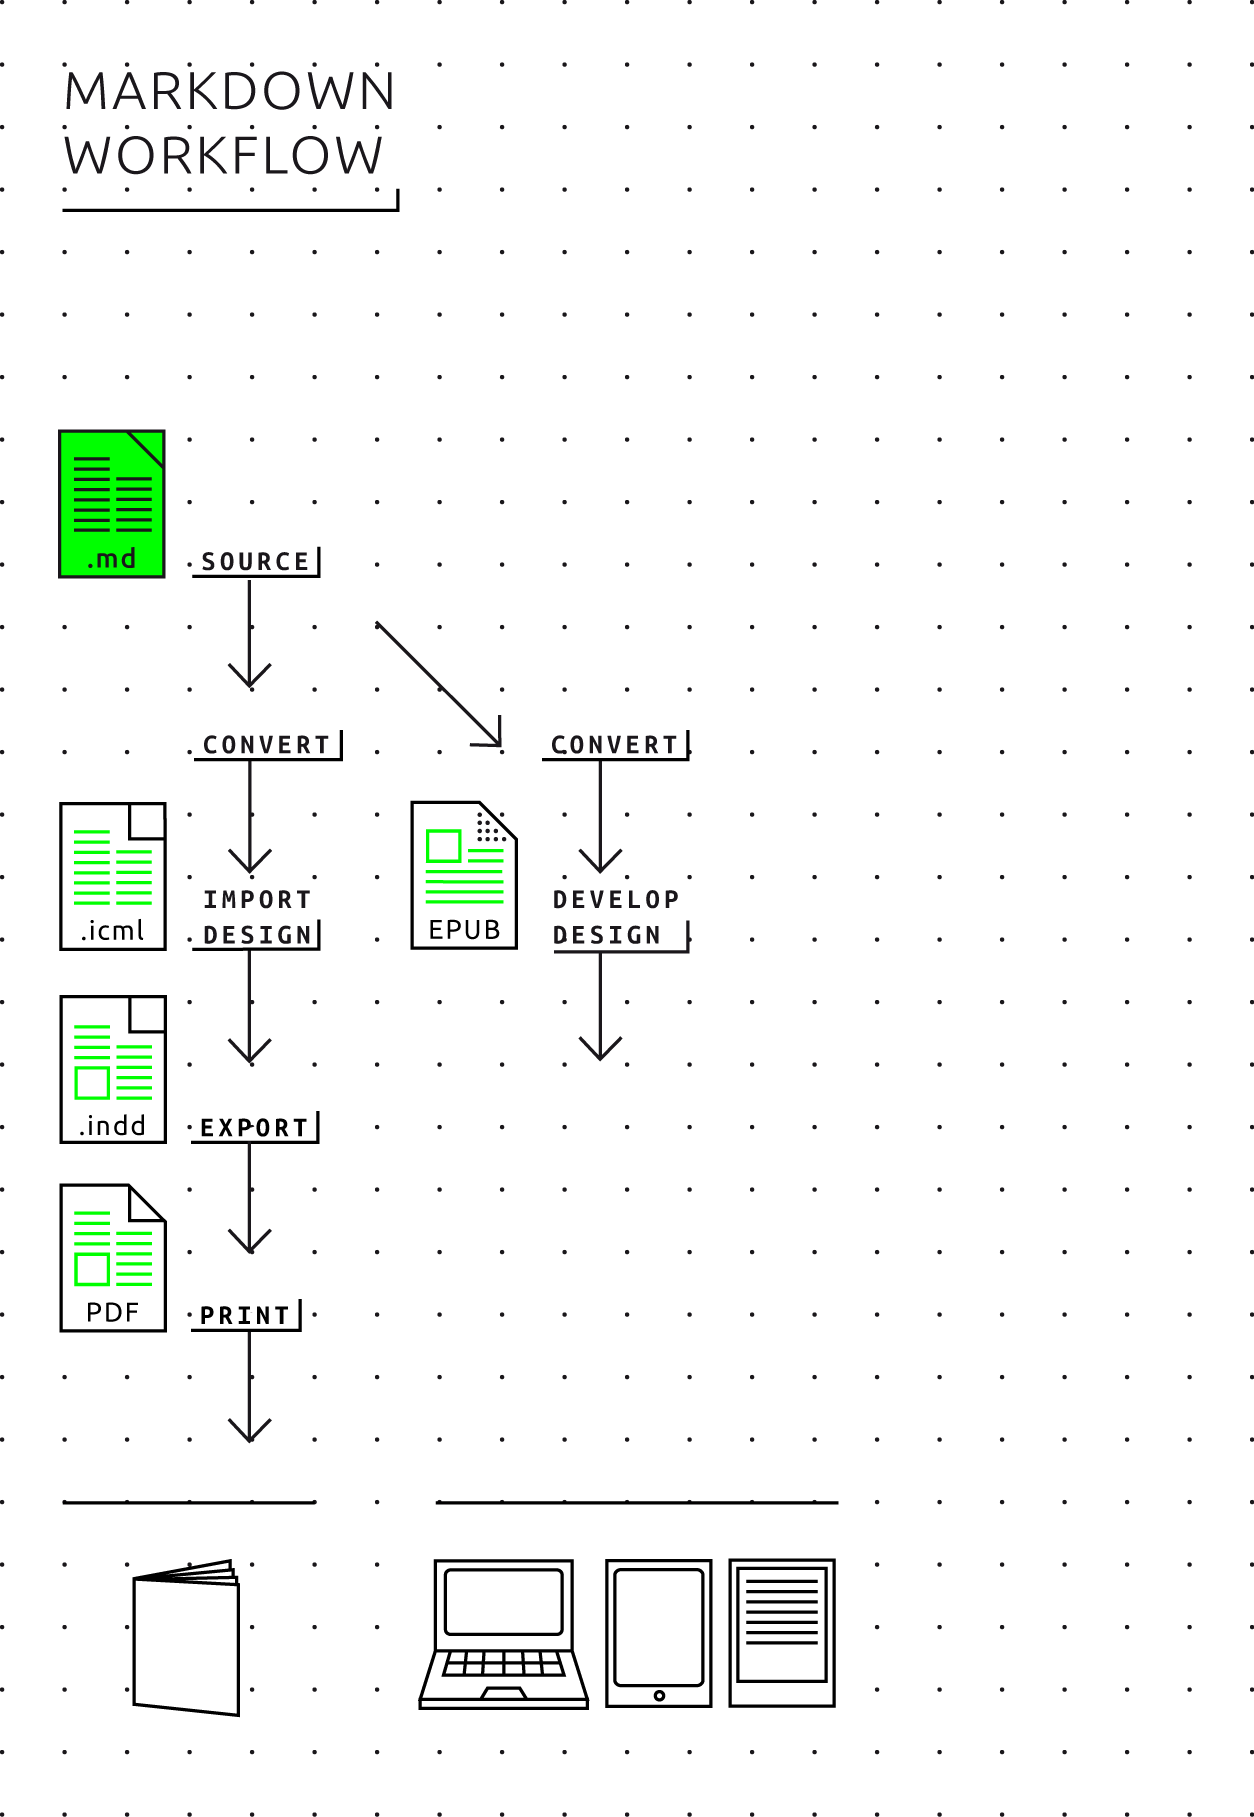 MARKDOWN
WORKFLOW
.md
SOURCE
CONVERT
.icml
IMPORT
DESIGN
.indd
EXPORT
PDF
PRINT
CONVERT
EPUB
DEVELOP
DESIGN